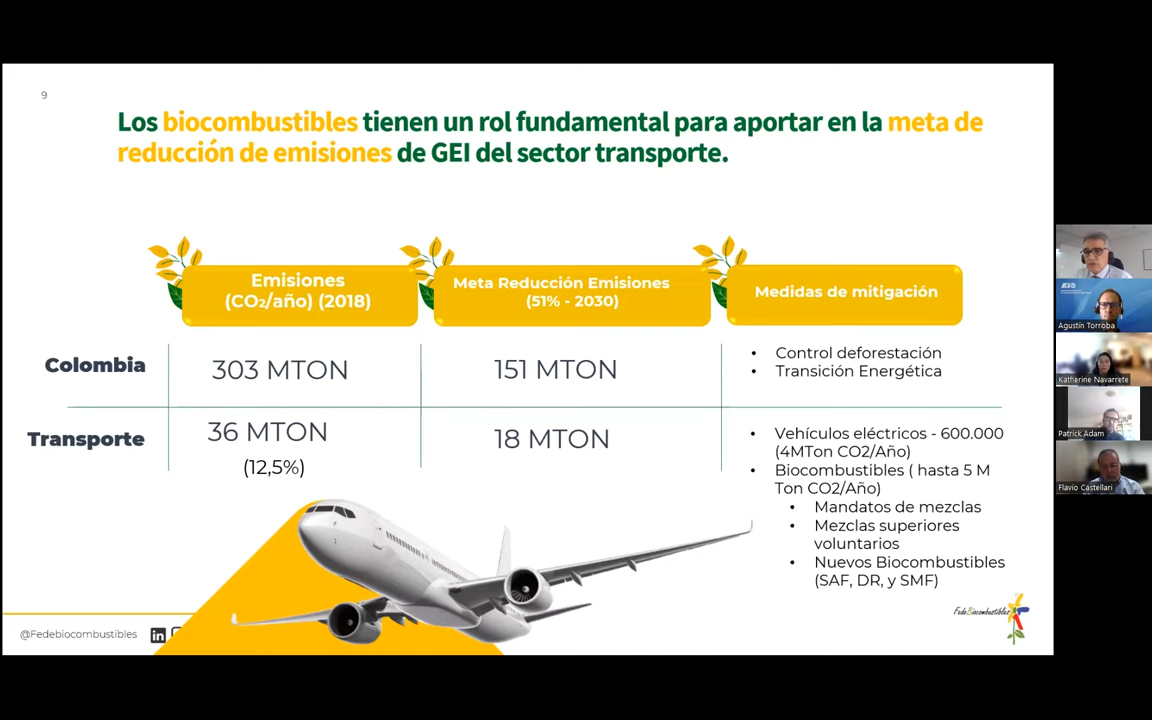 9
Los biocombustibles tienen un rol fundamental para aportar en la meta de
reducción de emisiones de GEI del sector transporte.
Emisiones
(CO₂/año) (2018)
Meta Reducción Emisiones
(51% - 2030)
Medidas de mitigación
Colombia
303 MTON
151 MTON
• Control deforestación
• Transición Energética
Transporte
36 MTON
(12,5%)
18 MTON
• Vehículos eléctricos - 600.000
(4MTon CO2/Año)
• Biocombustibles ( hasta 5 M
Ton CO2/Año)
• Mandatos de mezclas
• Mezclas superiores
voluntarios
• Nuevos Biocombustibles
(SAF, DR, y SMF)
@Fedebiocombustibles
in
FedeBiocombustibles
Agustín Torroba
Katherine Navarrete
Patrick Adam
Flavio Castellari